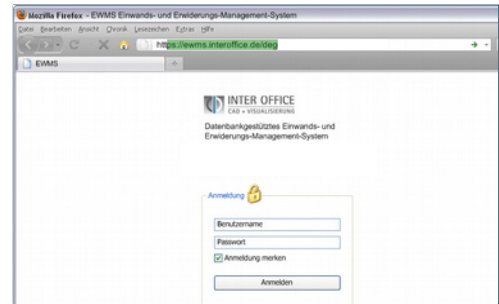 Mozilla Firefox - EWMS Einwands- und Erwiderungs-Management-System
Datei Bearbeiten Ansicht Chronik Lesezeichen Extras Hilfe
https://ewms.interoffice.de/deg
EWMS
INTER OFFICE
CAD + VISUALISIERUNG
Datenbankgestütztes Einwands- und
Erwiderungs-Management-System
Anmeldung
Benutzername
Passwort
Anmeldung merken
Anmelden